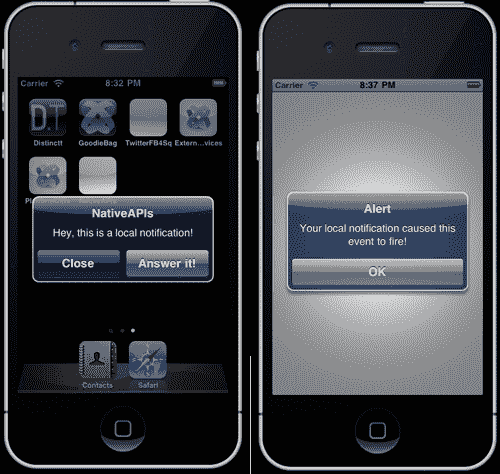 Carrier 8:32 PM
Distinctt GoodieBag TwitterFB4Sq Extern...vices
NativeAPIs
Hey, this is a local notification!
Close Answer it!
Contacts Safari
Carrier 8:37 PM
Alert
Your local notification caused this
event to fire!
OK